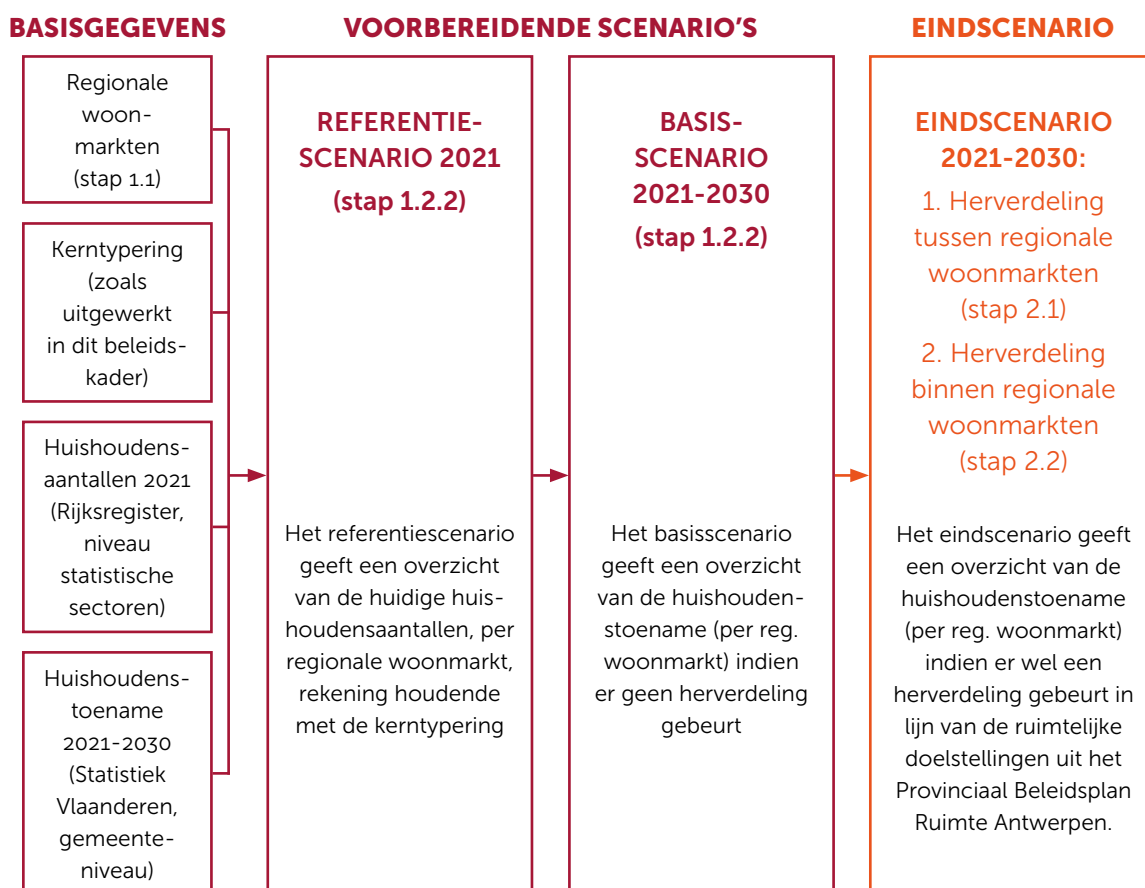 BASISGEGEVENS
Regionale
woon-
markten
(stap 1.1)
Kerntypering
(zoals
uitgewerkt
in dit beleids-
kader)
Huishoudens-
aantallen 2021
(Rijksregister,
niveau
statistische
sectoren)
Huishoudens-
toename
2021-2030
(Statistiek
Vlaanderen,
gemeente-
niveau)
VOORBEREIDENDE SCENARIO'S
REFERENTIE-
SCENARIO 2021
(stap 1.2.2)
Het referentiescenario
geeft een overzicht
van de huidige huis-
houdensaantallen, per
regionale woonmarkt,
rekening houdende
met de kerntypering
BASIS-
SCENARIO
2021-2030
(stap 1.2.2)
Het basisscenario
geeft een overzicht
van de huishouden-
stoename (per reg.
woonmarkt) indien
er geen herverdeling
gebeurt
EINDSCENARIO
EINDSCENARIO
2021-2030:
1. Herverdeling
tussen regionale
woonmarkten
(stap 2.1)
2. Herverdeling
binnen regionale
woonmarkten
(stap 2.2)
Het eindscenario geeft
een overzicht van de
huishoudenstoename
(per reg. woonmarkt)
indien er wel een
herverdeling gebeurt in
lijn van de ruimtelijke
doelstellingen uit het
Provinciaal Beleidsplan
Ruimte Antwerpen.